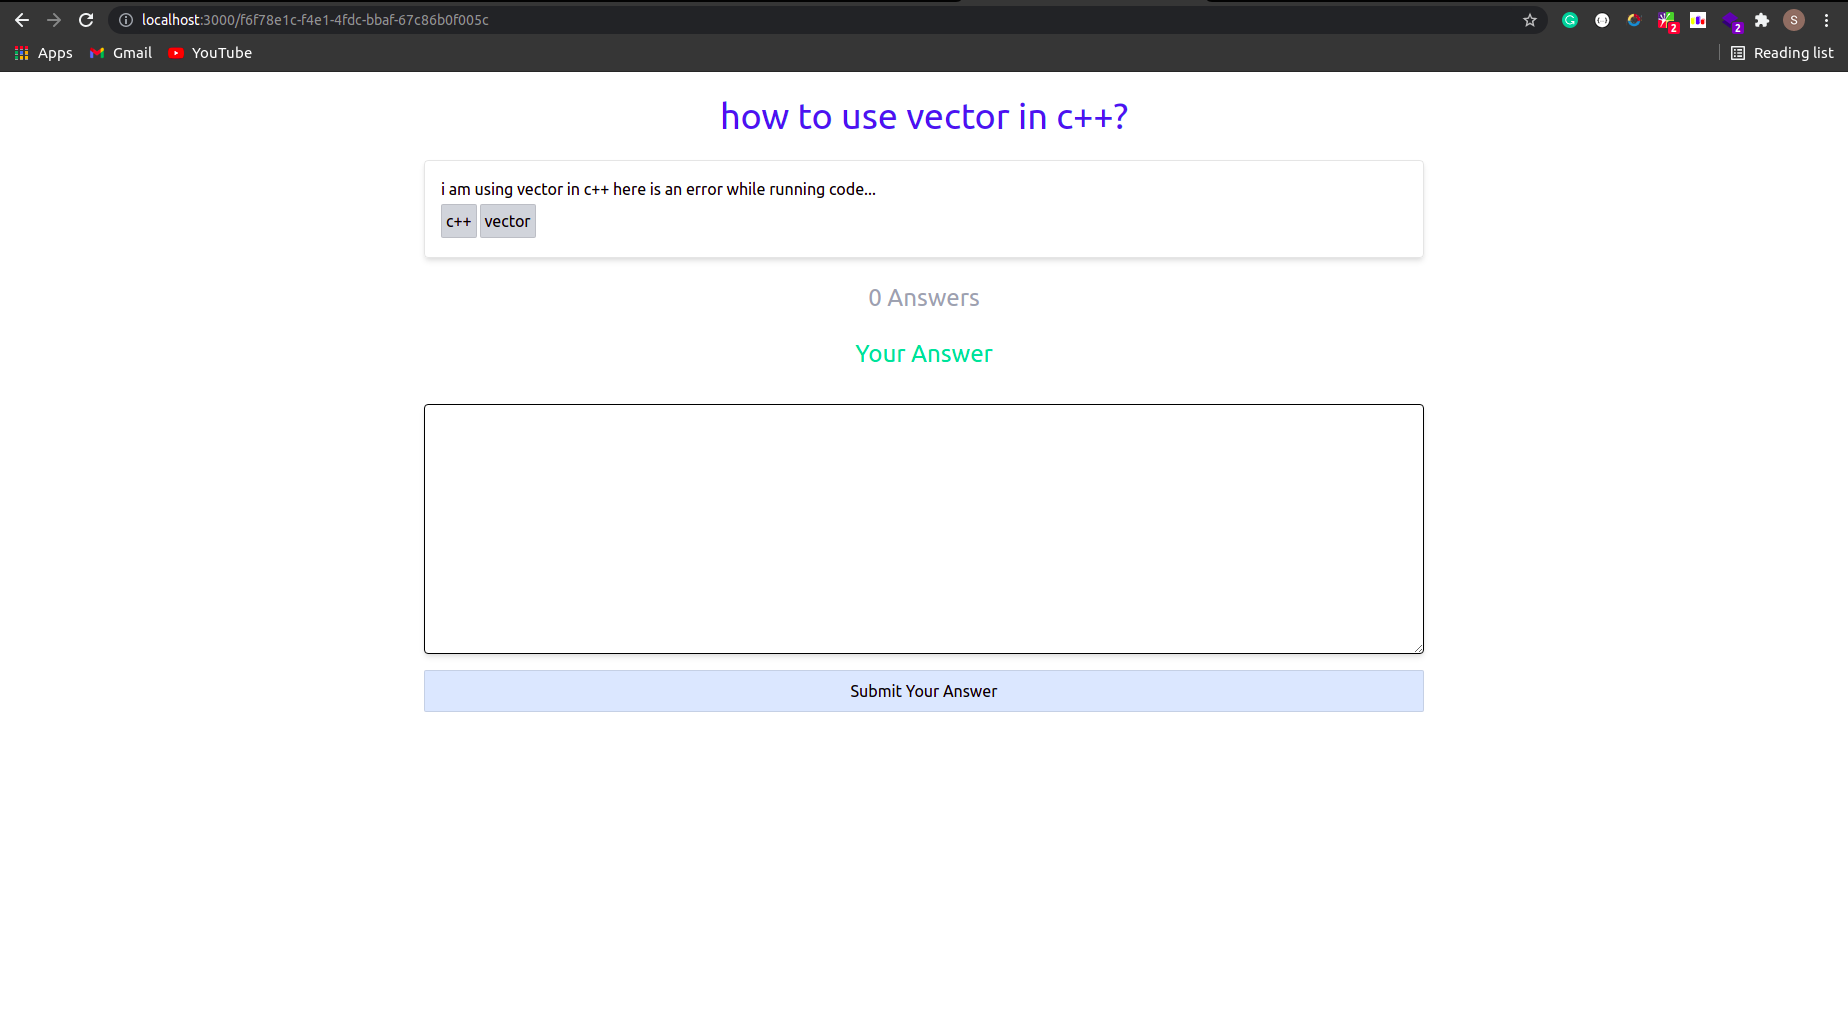 localhost:3000/f6f78e1c-f4e1-4fdc-bbaf-67c86b0f005c
2
2
S
Apps
Gmail
YouTube
Reading list
how to use vector in c++?
i am using vector in c++ here is an error while running code...
c++ vector
0 Answers
Your Answer
Submit Your Answer